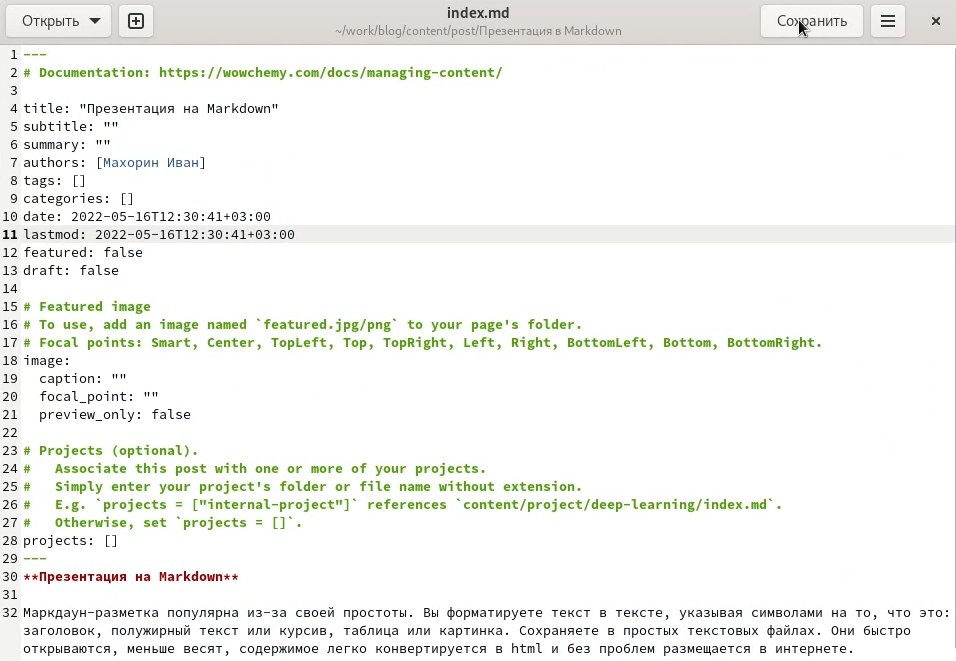 Открыть
index.md
~/work/blog/content/post/Презентация в Markdown
Сохранить
1 ---
2 # Documentation: https://wowchemy.com/docs/managing-content/
3
4 title: "Презентация на Markdown"
5 subtitle: ""
6 summary: ""
7 authors: [Махорин Иван]
8 tags: []
9 categories: []
10 date: 2022-05-16T12:30:41+03:00
11 lastmod: 2022-05-16T12:30:41+03:00
12 featured: false
13 draft: false
14
15 # Featured image
16 # To use, add an image named `featured.jpg/png` to your page's folder.
17 # Focal points: Smart, Center, TopLeft, Top, TopRight, Left, Right, BottomLeft, Bottom, BottomRight.
18 image:
19   caption: ""
20   focal_point: ""
21   preview_only: false
22
23 # Projects (optional).
24 #   Associate this post with one or more of your projects.
25 #   Simply enter your project's folder or file name without extension.
26 #   E.g. `projects = ["internal-project"]` references `content/project/deep-learning/index.md`.
27 #   Otherwise, set `projects = []`.
28 projects: []
29 ---
30 **Презентация на Markdown**
31
32 Маркдаун-разметка популярна из-за своей простоты. Вы форматируете текст в тексте, указывая символами на то, что это:
заголовок, полужирный текст или курсив, таблица или картинка. Сохраняете в простых текстовых файлах. Они быстро
открываются, меньше весят, содержимое легко конвертируется в html и без проблем размещается в интернете.